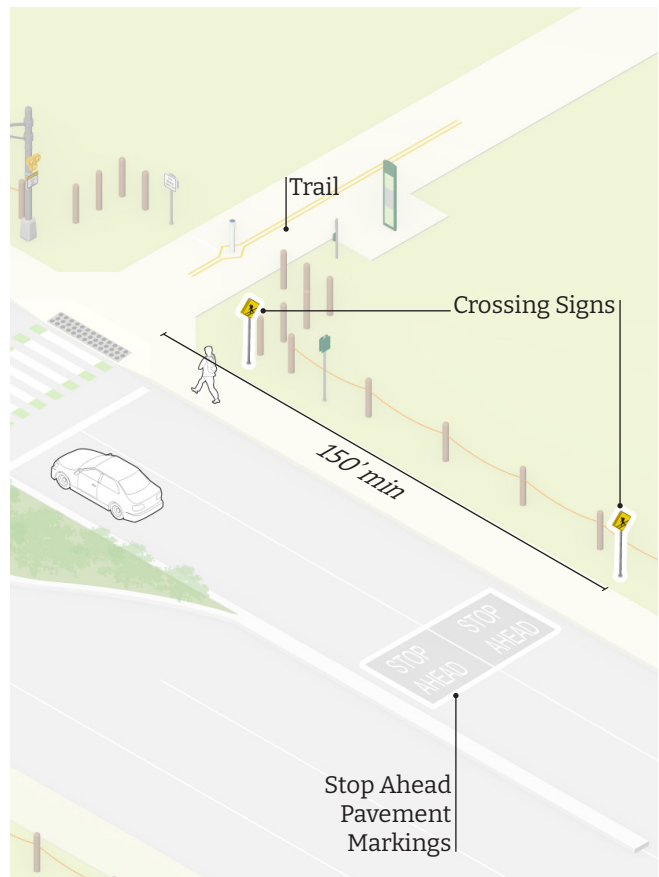 Trail
Crossing Signs
150’ min
STOP
AHEAD
STOP
AHEAD
Stop Ahead
Pavement
Markings